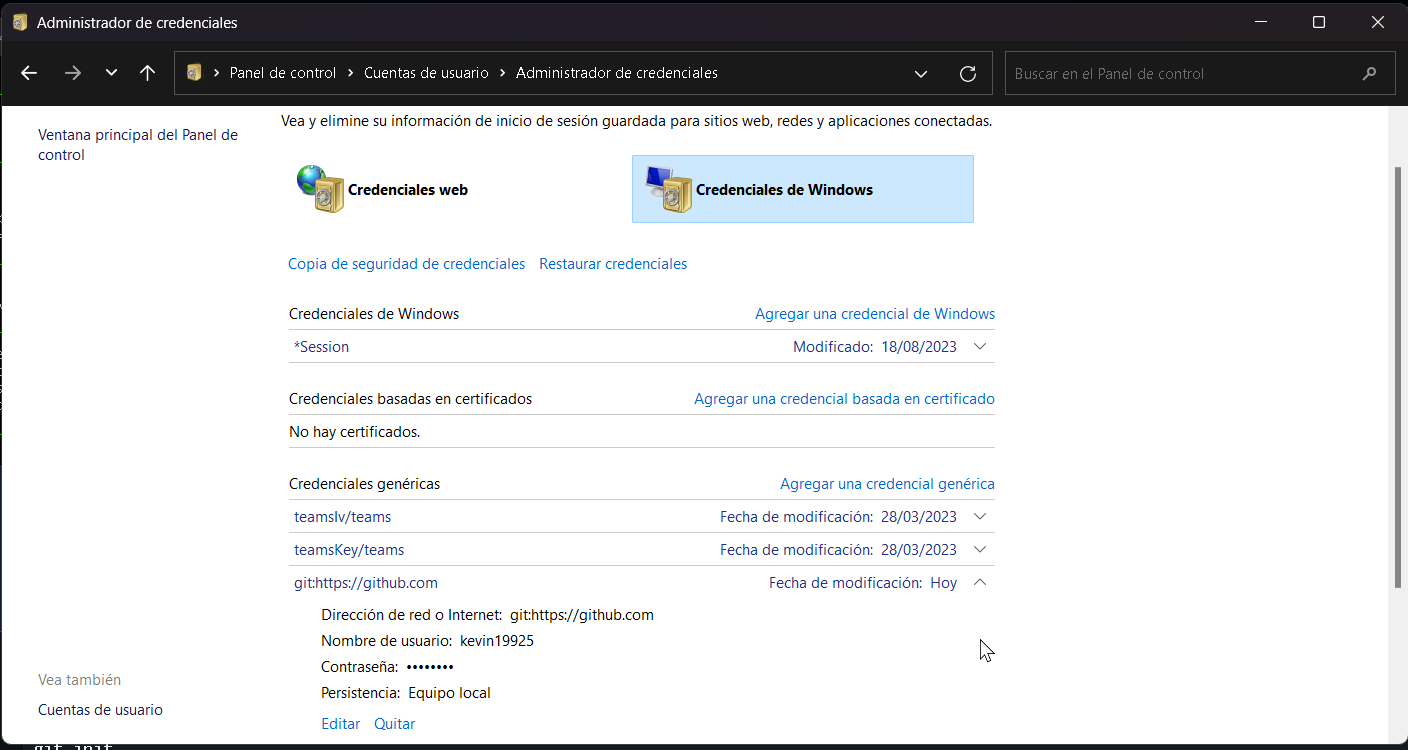 Administrador de credenciales
Panel de control > Cuentas de usuario > Administrador de credenciales
Buscar en el Panel de control
Ventana principal del Panel de
control
Vea y elimine su información de inicio de sesión guardada para sitios web, redes y aplicaciones conectadas.
Credenciales web
Credenciales de Windows
Copia de seguridad de credenciales Restaurar credenciales
Credenciales de Windows Agregar una credencial de Windows
*Session Modificado: 18/08/2023
Credenciales basadas en certificados Agregar una credencial basada en certificado
No hay certificados.
Credenciales genéricas Agregar una credencial genérica
teamsIv/teams Fecha de modificación: 28/03/2023
teamsKey/teams Fecha de modificación: 28/03/2023
git:https://github.com Fecha de modificación: Hoy
Dirección de red o Internet: git:https://github.com
Nombre de usuario: kevin19925
Contraseña: ••••••••
Persistencia: Equipo local
Editar Quitar
Vea también
Cuentas de usuario
git init